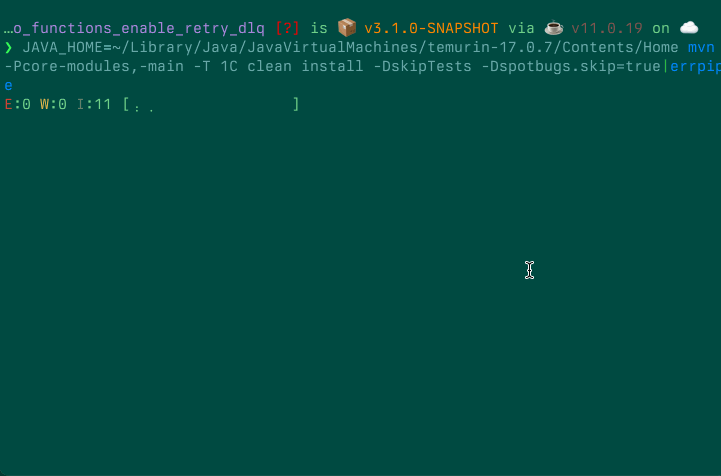 …o_functions_enable_retry_dlq [?] is 📦 v3.1.0-SNAPSHOT via ☕ v11.0.19 on ☁️
❯ JAVA_HOME=~/Library/Java/JavaVirtualMachines/temurin-17.0.7/Contents/Home mvn
-Pcore-modules,-main -T 1C clean install -DskipTests -Dspotbugs.skip=true|errpip
e
E:0 W:0 I:11 [. .                ]